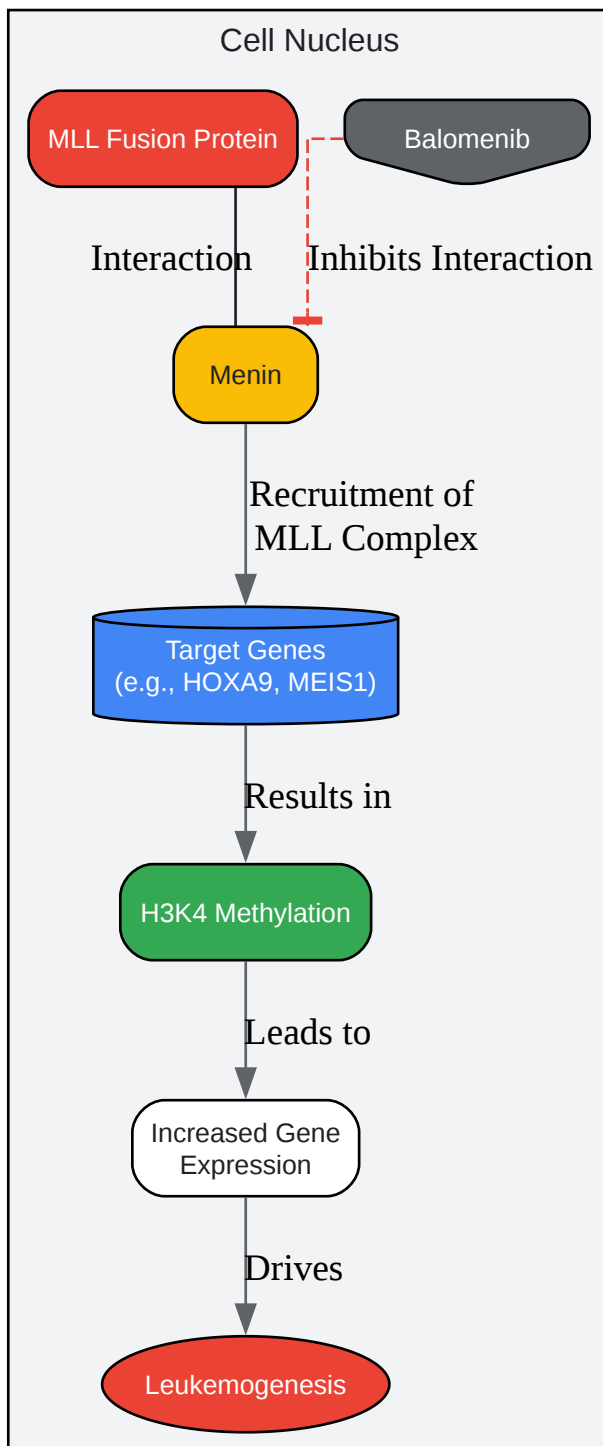 Cell Nucleus
MLL Fusion Protein
Balomenib
Interaction
Inhibits Interaction
Menin
Recruitment of
MLL Complex
Target Genes
(e.g., HOXA9, MEIS1)
Results in
H3K4 Methylation
Leads to
Increased Gene
Expression
Drives
Leukemogenesis